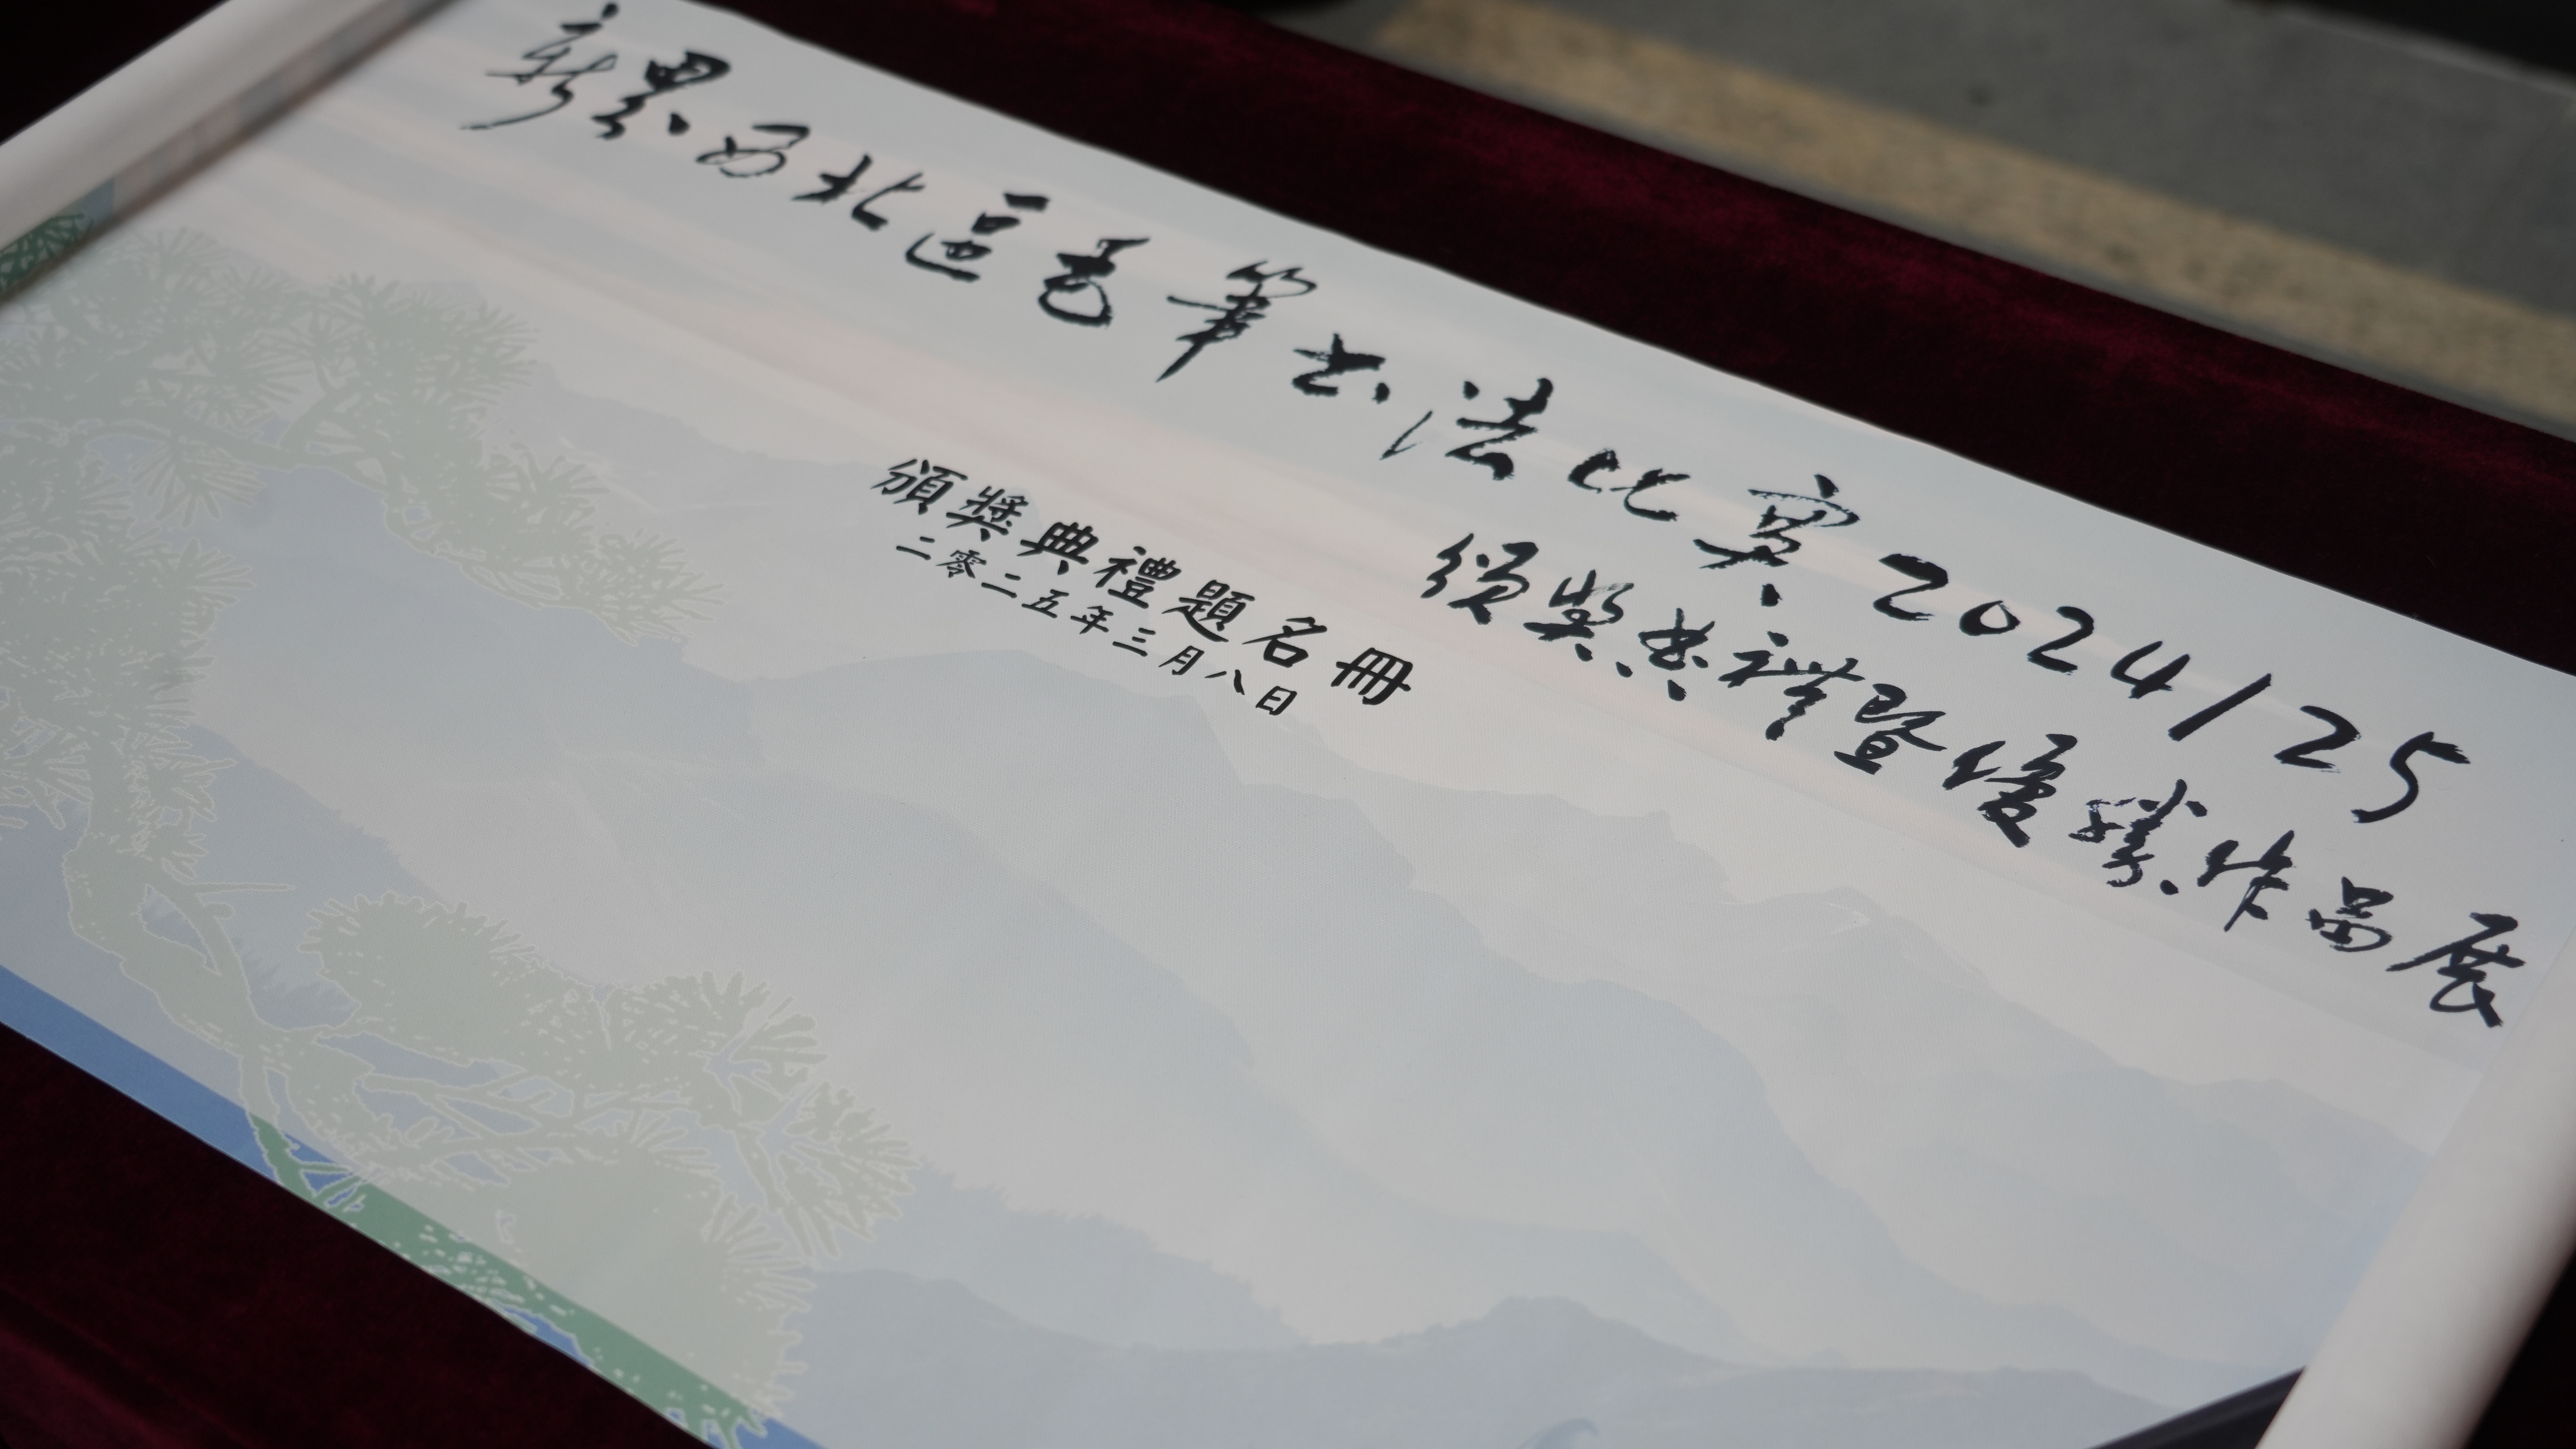 新界西北區毛筆書法比賽2024/25
頒獎典禮暨優勝作品展
頒獎典禮題名冊
二零二五年三月八日